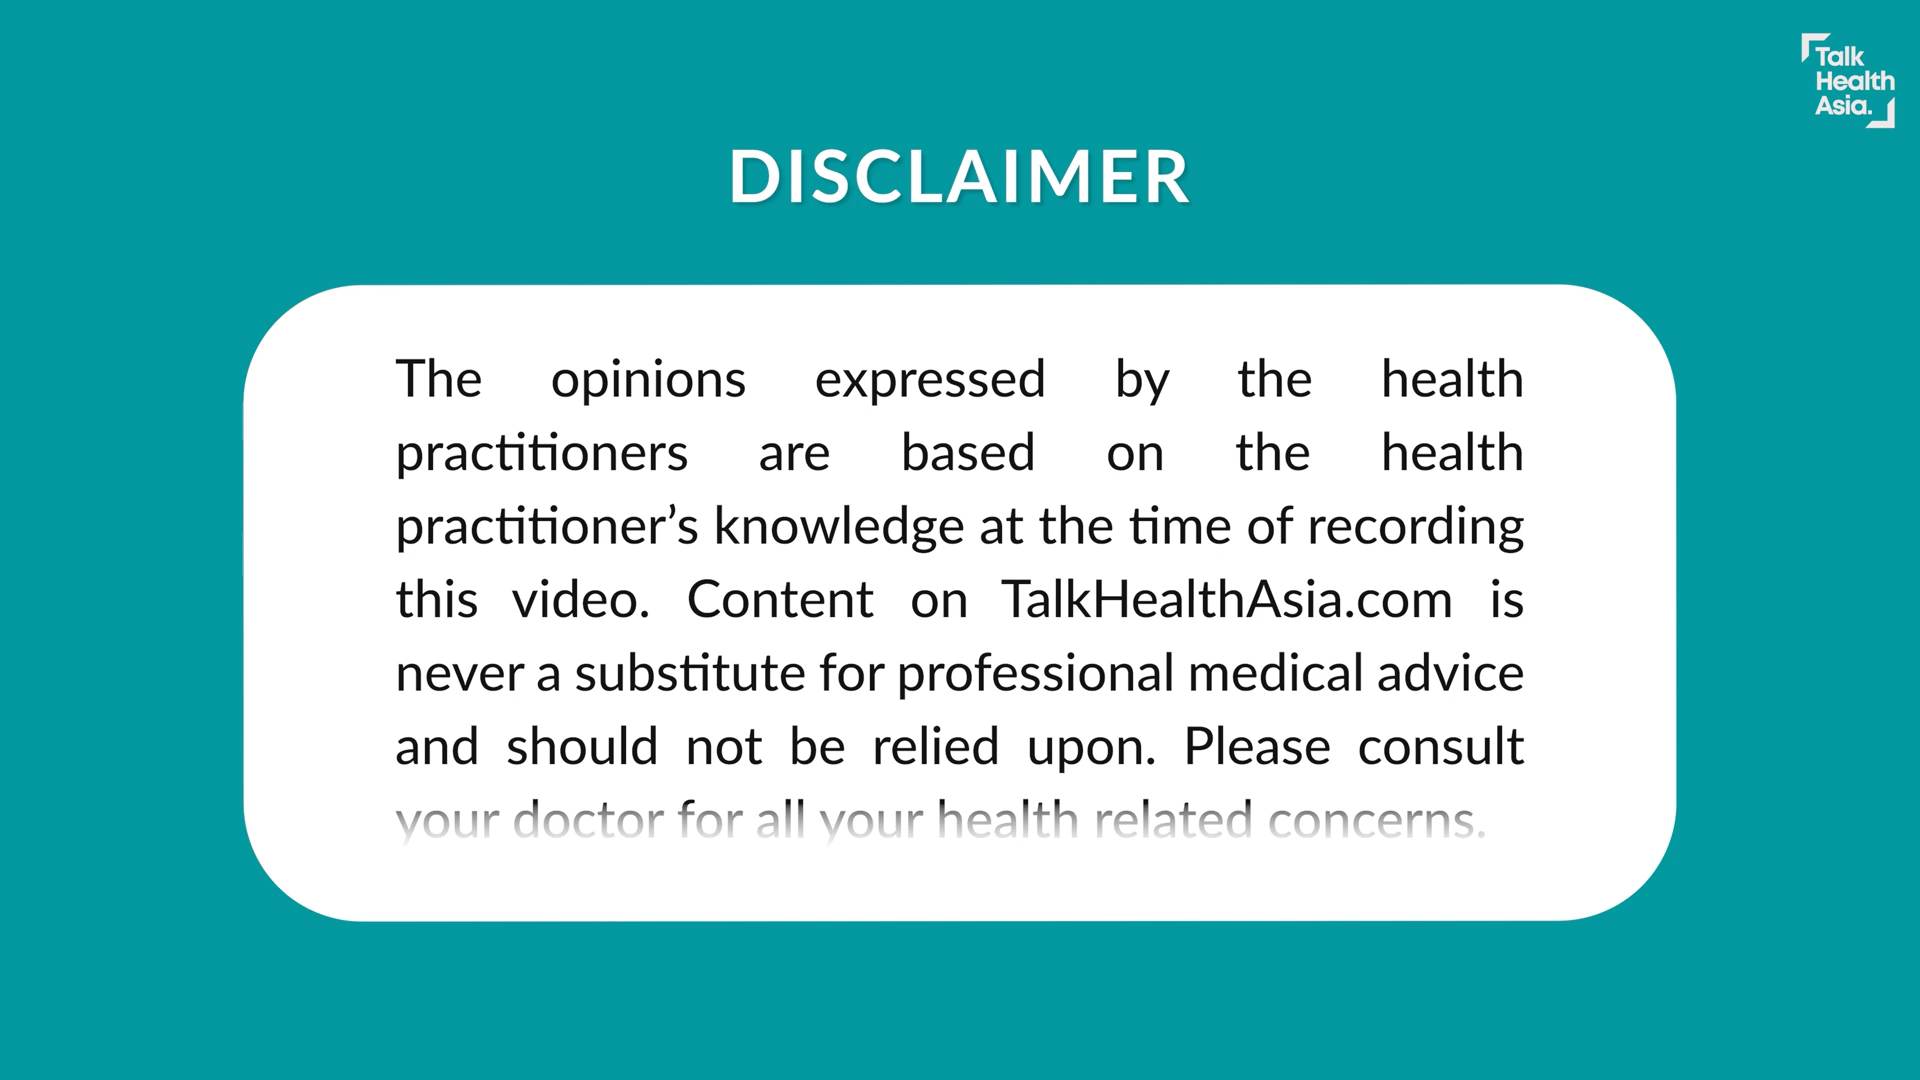 Talk
Health
Asia.
DISCLAIMER
The opinions expressed by the health
practitioners are based on the health
practitioner’s knowledge at the time of recording
this video. Content on TalkHealthAsia.com is
never a substitute for professional medical advice
and should not be relied upon. Please consult
your doctor for all your health related concerns.